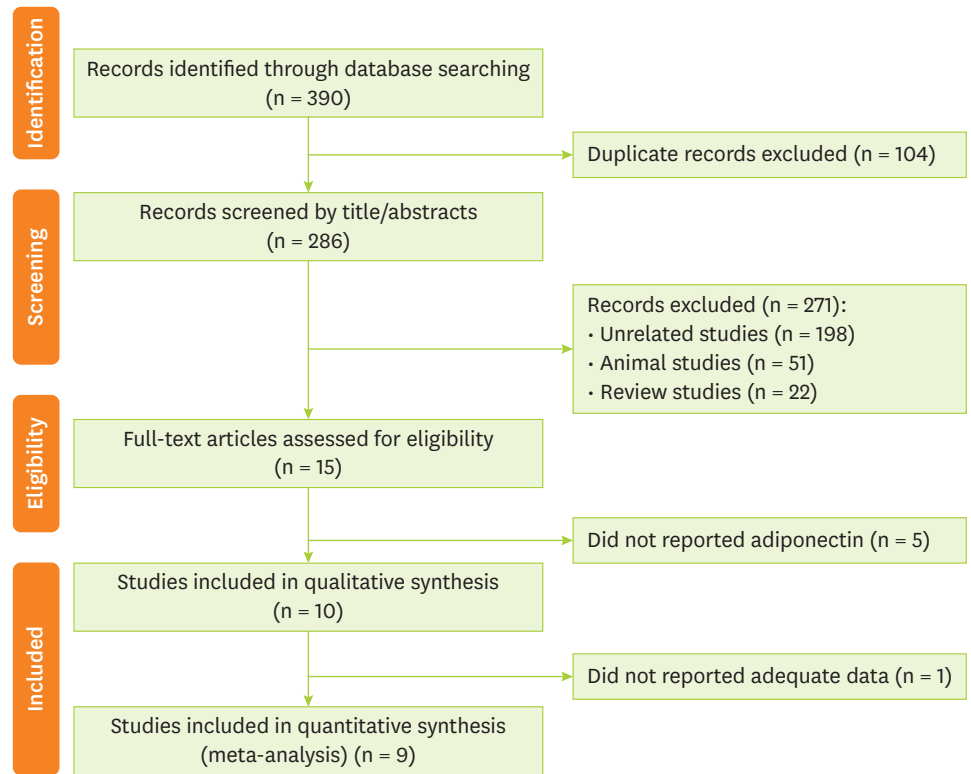 Identification
Records identified through database searching
(n = 390)
Duplicate records excluded (n = 104)
Screening
Records screened by title/abstracts
(n = 286)
Records excluded (n = 271):
• Unrelated studies (n = 198)
• Animal studies (n = 51)
• Review studies (n = 22)
Eligibility
Full-text articles assessed for eligibility
(n = 15)
Did not reported adiponectin (n = 5)
Included
Studies included in qualitative synthesis
(n = 10)
Did not reported adequate data (n = 1)
Studies included in quantitative synthesis
(meta-analysis) (n = 9)